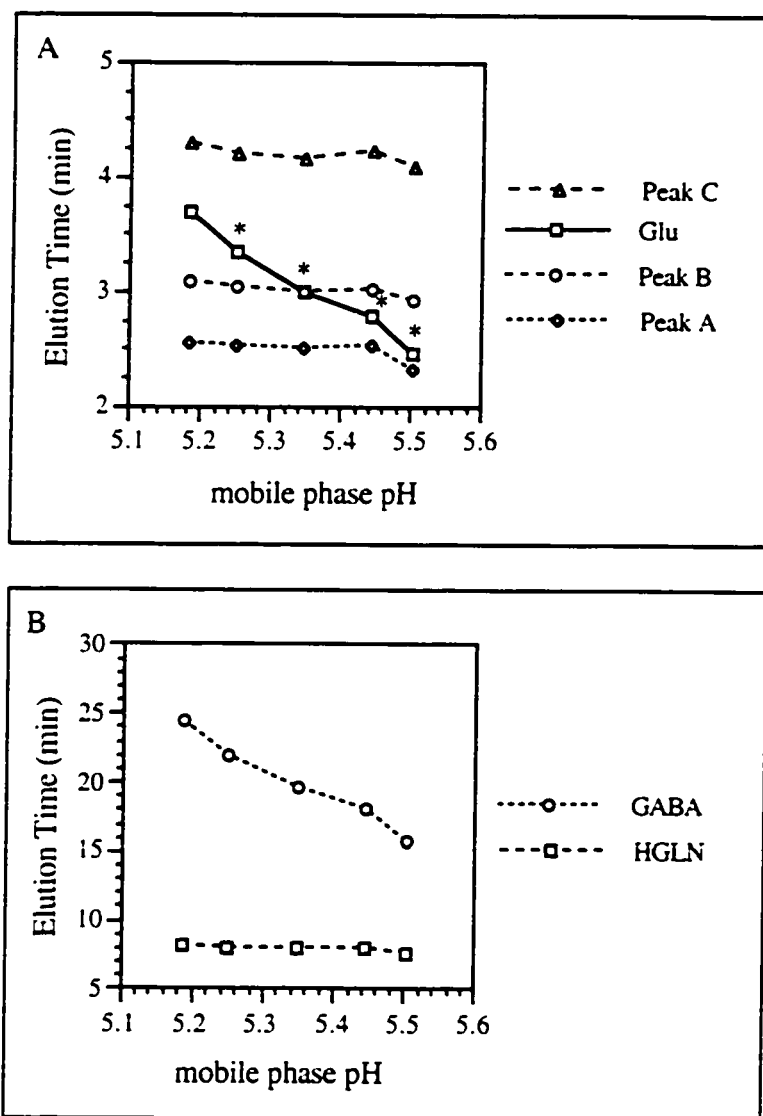 A
Elution Time (min)
5
4
3
2
5.1 5.2 5.3 5.4 5.5 5.6
mobile phase pH
* * * *
Peak C
Glu
Peak B
Peak A
B
Elution Time (min)
30
25
20
15
10
5
5.1 5.2 5.3 5.4 5.5 5.6
mobile phase pH
GABA
HGLN